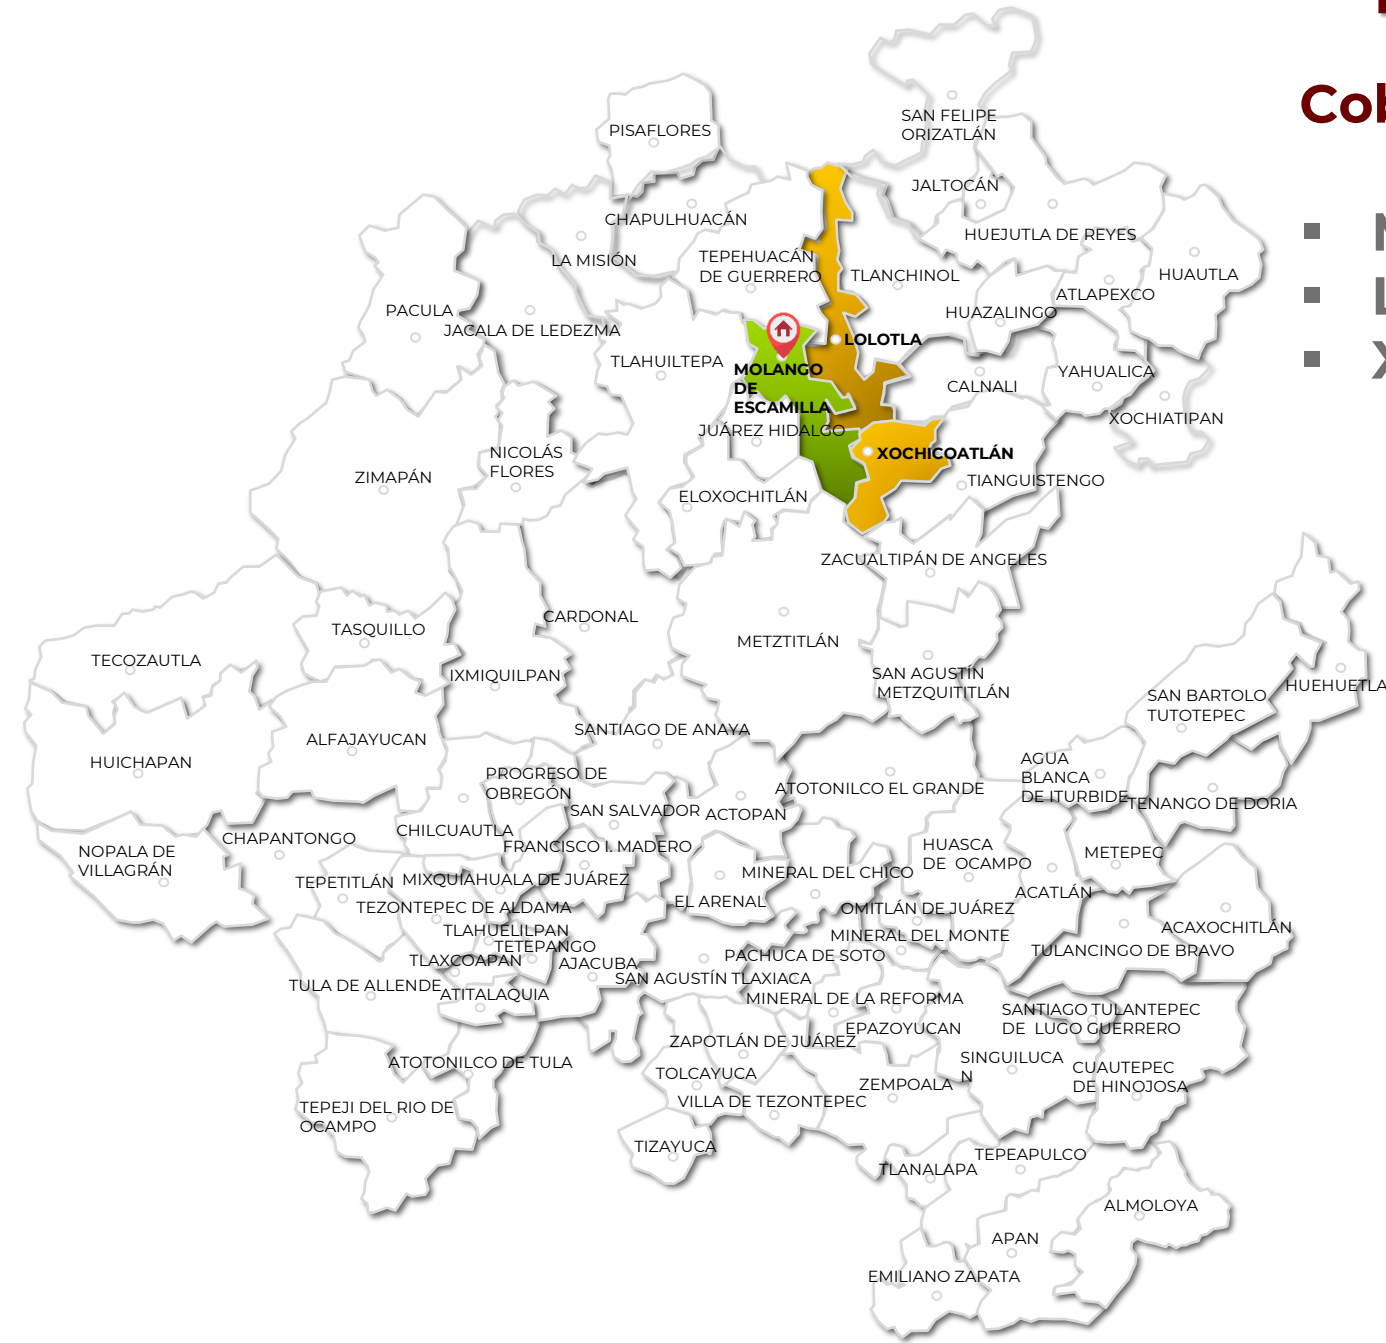 Cob
PISAFLORES
SAN FELIPE
ORIZATLÁN
JALTOCÁN
CHAPULHUACÁN
HUEJUTLA DE REYES
LA MISIÓN
TEPEHUACÁN
DE GUERRERO
TLANCHINOL
HUAUTLA
ATLAPEXCO
PACULA
HUAZALINGO
JACALA DE LEDEZMA
LOLOTLA
TLAHUILTEPA
MOLANGO
DE
ESCAMILLA
YAHUALICA
CALNALI
XOCHIATIPAN
JUÁREZ HIDALGO
NICOLÁS
FLORES
XOCHICOATLÁN
ZIMAPÁN
TIANGUISTENGO
ELOXOCHITLÁN
ZACUALTIPÁN DE ANGELES
CARDONAL
TASQUILLO
METZTITLÁN
TECOZAUTLA
IXMIQUILPAN
SAN AGUSTÍN
METZQUITITLÁN
HUEHUETLA
SAN BARTOLO
TUTOTEPEC
SANTIAGO DE ANAYA
ALFAJAYUCAN
HUICHAPAN
AGUA
BLANCA
DE ITURBIDE
PROGRESO DE
OBREGÓN
ATOTONILCO EL GRANDE
TENANGO DE DORIA
SAN SALVADOR
ACTOPAN
CHILCUAUTLA
CHAPANTONGO
FRANCISCO I. MADERO
HUASCA
DE OCAMPO
METEPEC
NOPALA DE
VILLAGRÁN
MINERAL DEL CHICO
TEPETITLÁN
MIXQUIAHUALA DE JUÁREZ
ACATLÁN
EL ARENAL
TEZONTEPEC DE ALDAMA
OMITLÁN DE JUÁREZ
ACAXOCHITLÁN
TLAHUELILPAN
MINERAL DEL MONTE
TETEPANGO
TULANCINGO DE BRAVO
PACHUCA DE SOTO
TLAXCOAPAN
AJACUBA
SAN AGUSTÍN TLAXIACA
TULA DE ALLENDE
ATITALAQUIA
MINERAL DE LA REFORMA
SANTIAGO TULANTEPEC
DE LUGO GUERRERO
EPAZOYUCAN
ZAPOTLÁN DE JUÁREZ
ATOTONILCO DE TULA
SINGUILUCA
N
CUAUTEPEC
DE HINOJOSA
TOLCAYUCA
ZEMPOALA
VILLA DE TEZONTEPEC
TEPEJI DEL RIO DE
OCAMPO
TIZAYUCA
TEPEAPULCO
TLANALAPA
ALMOLOYA
APAN
EMILIANO ZAPATA